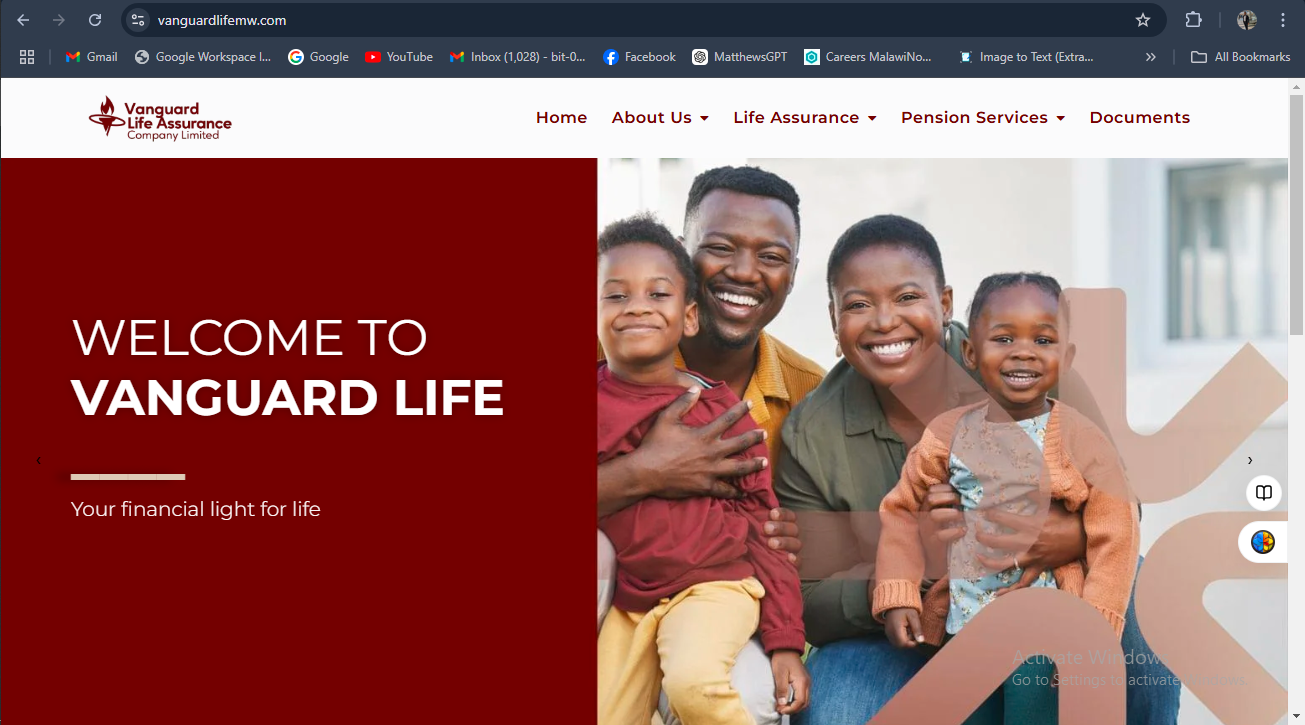 vanguardlifemw.com
Gmail
Google Workspace I...
Google
YouTube
Inbox (1,028) - bit-0...
Facebook
MatthewsGPT
Careers MalawiNo...
Image to Text (Extra...
»
All Bookmarks
Vanguard
Life Assurance
Company Limited
Home
About Us
Life Assurance
Pension Services
Documents
WELCOME TO
VANGUARD LIFE
Your financial light for life
Activate Windows
Go to Settings to activate Windows.